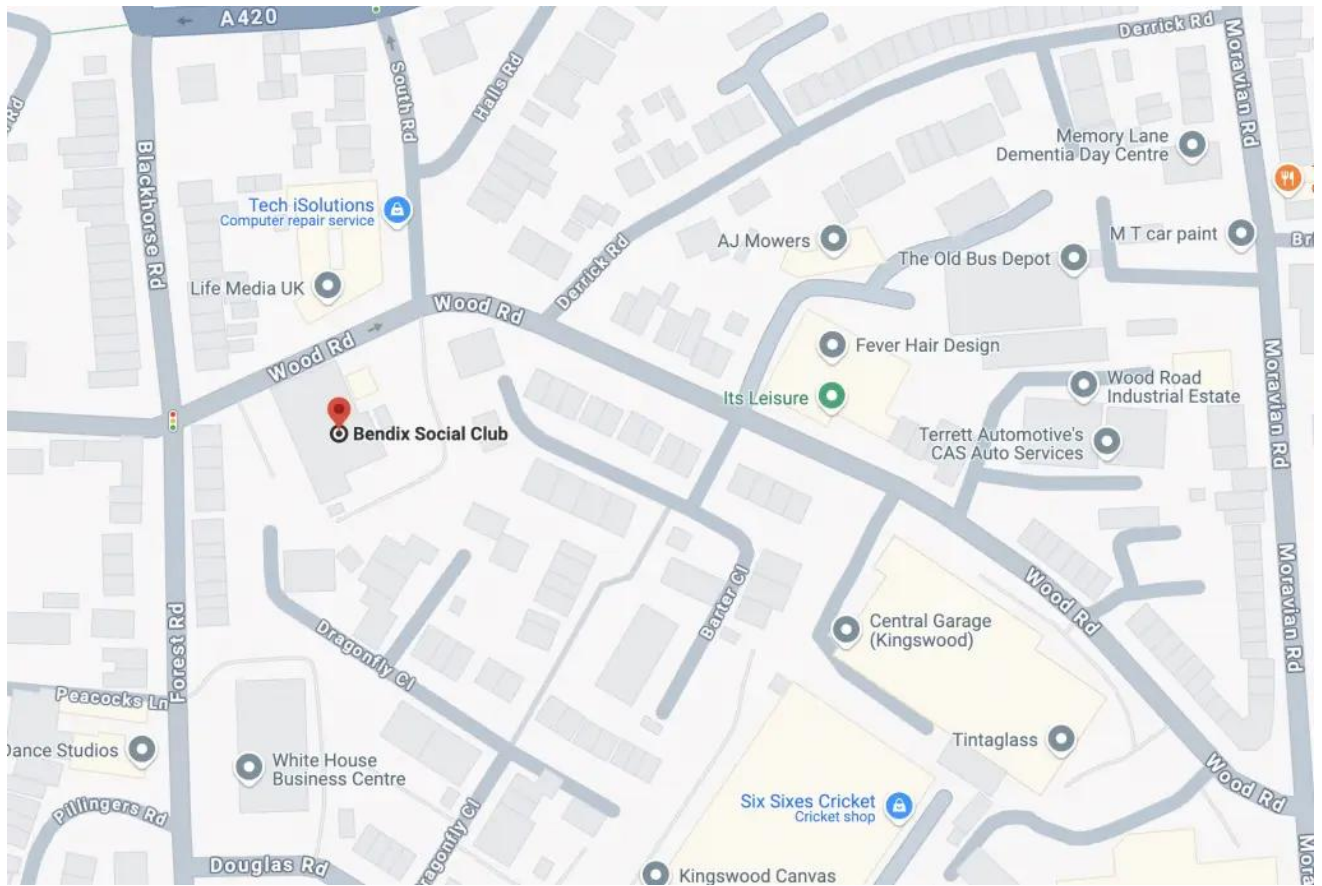 A420
Derrick Rd
Moravian Rd
Rd
South Rd
Halls Rd
Blackhorse Rd
Memory Lane
Dementia Day Centre
Tech iSolutions
Computer repair service
AJ Mowers
M T car paint
The Old Bus Depot
Derrick Rd
Life Media UK
Wood Rd
Wood Rd
Fever Hair Design
Moravian Rd
Its Leisure
Wood Road
Industrial Estate
Bendix Social Club
Terrett Automotive's
CAS Auto Services
Moravian Rd
Wood Rd
Barter Cl
Central Garage
(Kingswood)
Forest Rd
Dragonfly Cl
Peacocks Ln
Dance Studios
White House
Business Centre
Tintaglass
Wood Rd
Pillingers Rd
Six Sixes Cricket
Cricket shop
Dragonfly Cl
Douglas Rd
Kingswood Canvas